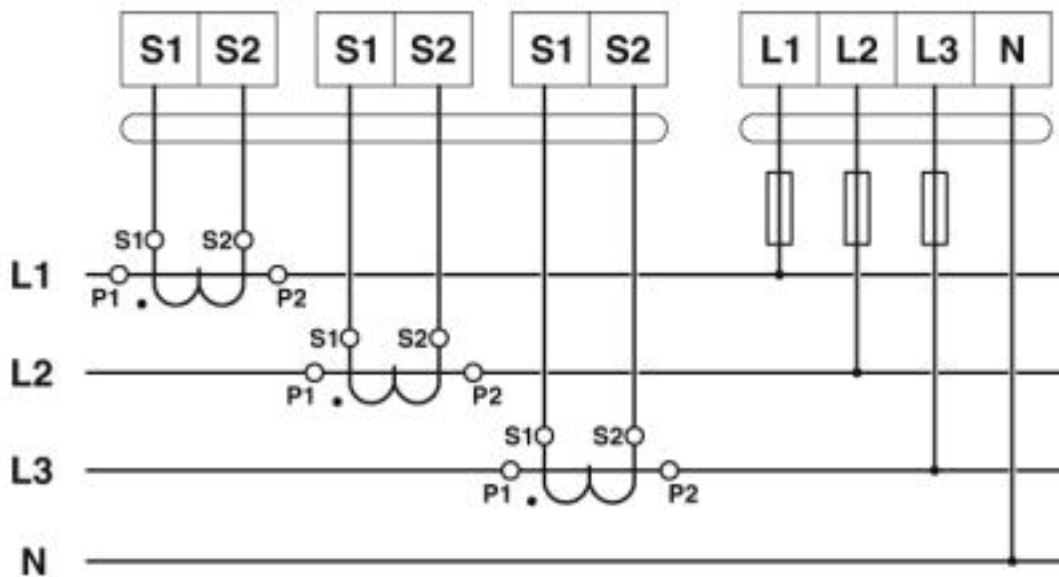 S1 S2 S1 S2 S1 S2 L1 L2 L3 N
S1 S2
L1
P1 P2
S1 S2
L2
P1 P2
S1 S2
L3
P1 P2
N